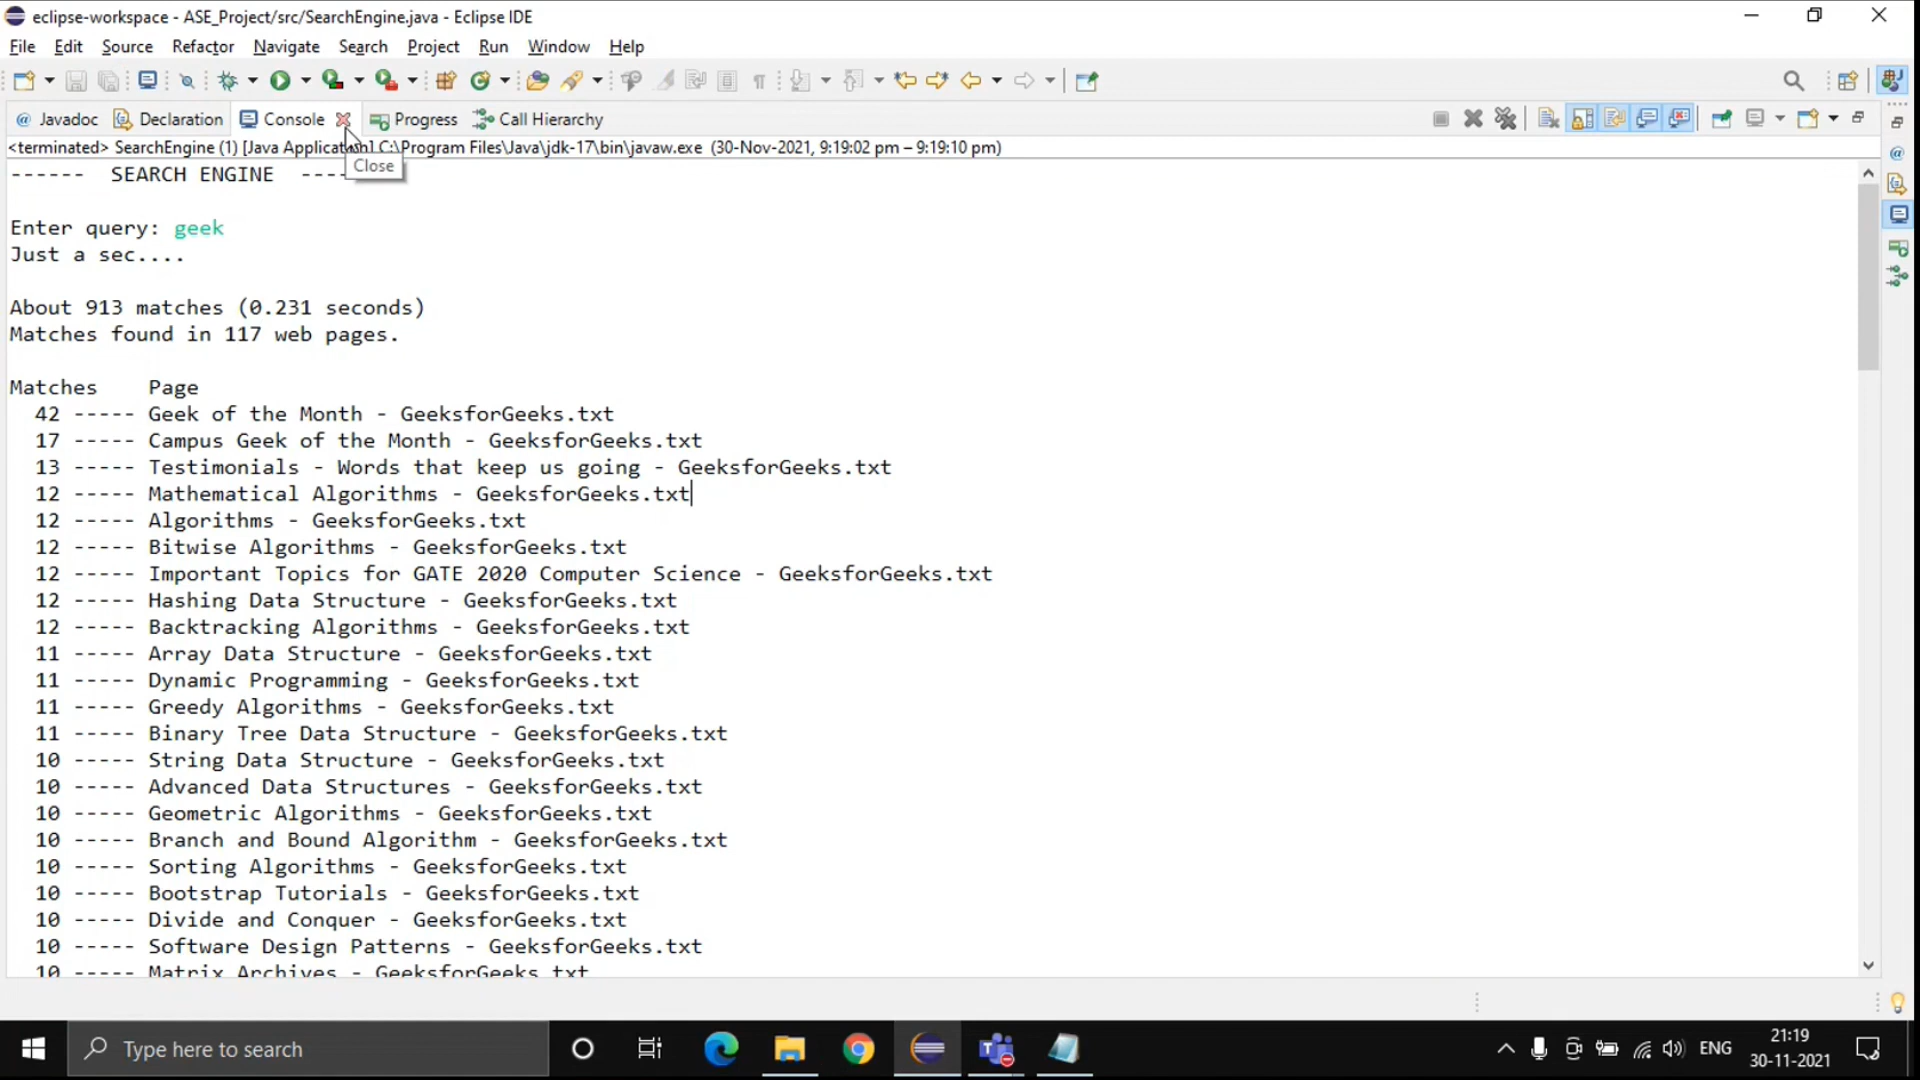 eclipse-workspace - ASE_Project/src/SearchEngine.java - Eclipse IDE
File Edit Source Refactor Navigate Search Project Run Window Help
@ Javadoc Declaration Console Progress Call Hierarchy
<terminated> SearchEngine (1) [Java Application] C:\Program Files\Java\jdk-17\bin\javaw.exe (30-Nov-2021, 9:19:02 pm – 9:19:10 pm)
Close
------ SEARCH ENGINE ----
Enter query: geek
Just a sec....
About 913 matches (0.231 seconds)
Matches found in 117 web pages.
Matches Page
42 ----- Geek of the Month - GeeksforGeeks.txt
17 ----- Campus Geek of the Month - GeeksforGeeks.txt
13 ----- Testimonials - Words that keep us going - GeeksforGeeks.txt
12 ----- Mathematical Algorithms - GeeksforGeeks.txt
12 ----- Algorithms - GeeksforGeeks.txt
12 ----- Bitwise Algorithms - GeeksforGeeks.txt
12 ----- Important Topics for GATE 2020 Computer Science - GeeksforGeeks.txt
12 ----- Hashing Data Structure - GeeksforGeeks.txt
12 ----- Backtracking Algorithms - GeeksforGeeks.txt
11 ----- Array Data Structure - GeeksforGeeks.txt
11 ----- Dynamic Programming - GeeksforGeeks.txt
11 ----- Greedy Algorithms - GeeksforGeeks.txt
11 ----- Binary Tree Data Structure - GeeksforGeeks.txt
10 ----- String Data Structure - GeeksforGeeks.txt
10 ----- Advanced Data Structures - GeeksforGeeks.txt
10 ----- Geometric Algorithms - GeeksforGeeks.txt
10 ----- Branch and Bound Algorithm - GeeksforGeeks.txt
10 ----- Sorting Algorithms - GeeksforGeeks.txt
10 ----- Bootstrap Tutorials - GeeksforGeeks.txt
10 ----- Divide and Conquer - GeeksforGeeks.txt
10 ----- Software Design Patterns - GeeksforGeeks.txt
10 ----- Matrix Archives - GeeksforGeeks.txt
Type here to search
ENG
21:19
30-11-2021